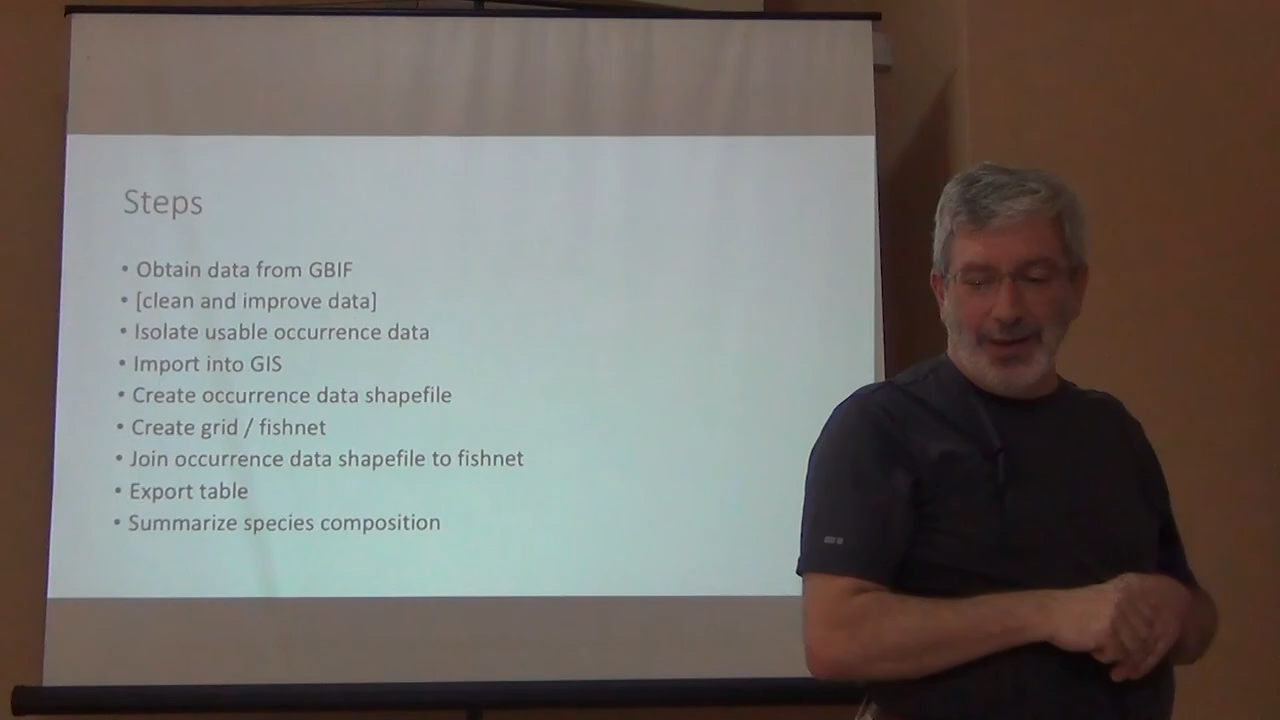 Steps
• Obtain data from GBIF
• [clean and improve data]
• Isolate usable occurrence data
• Import into GIS
• Create occurrence data shapefile
• Create grid / fishnet
• Join occurrence data shapefile to fishnet
• Export table
• Summarize species composition